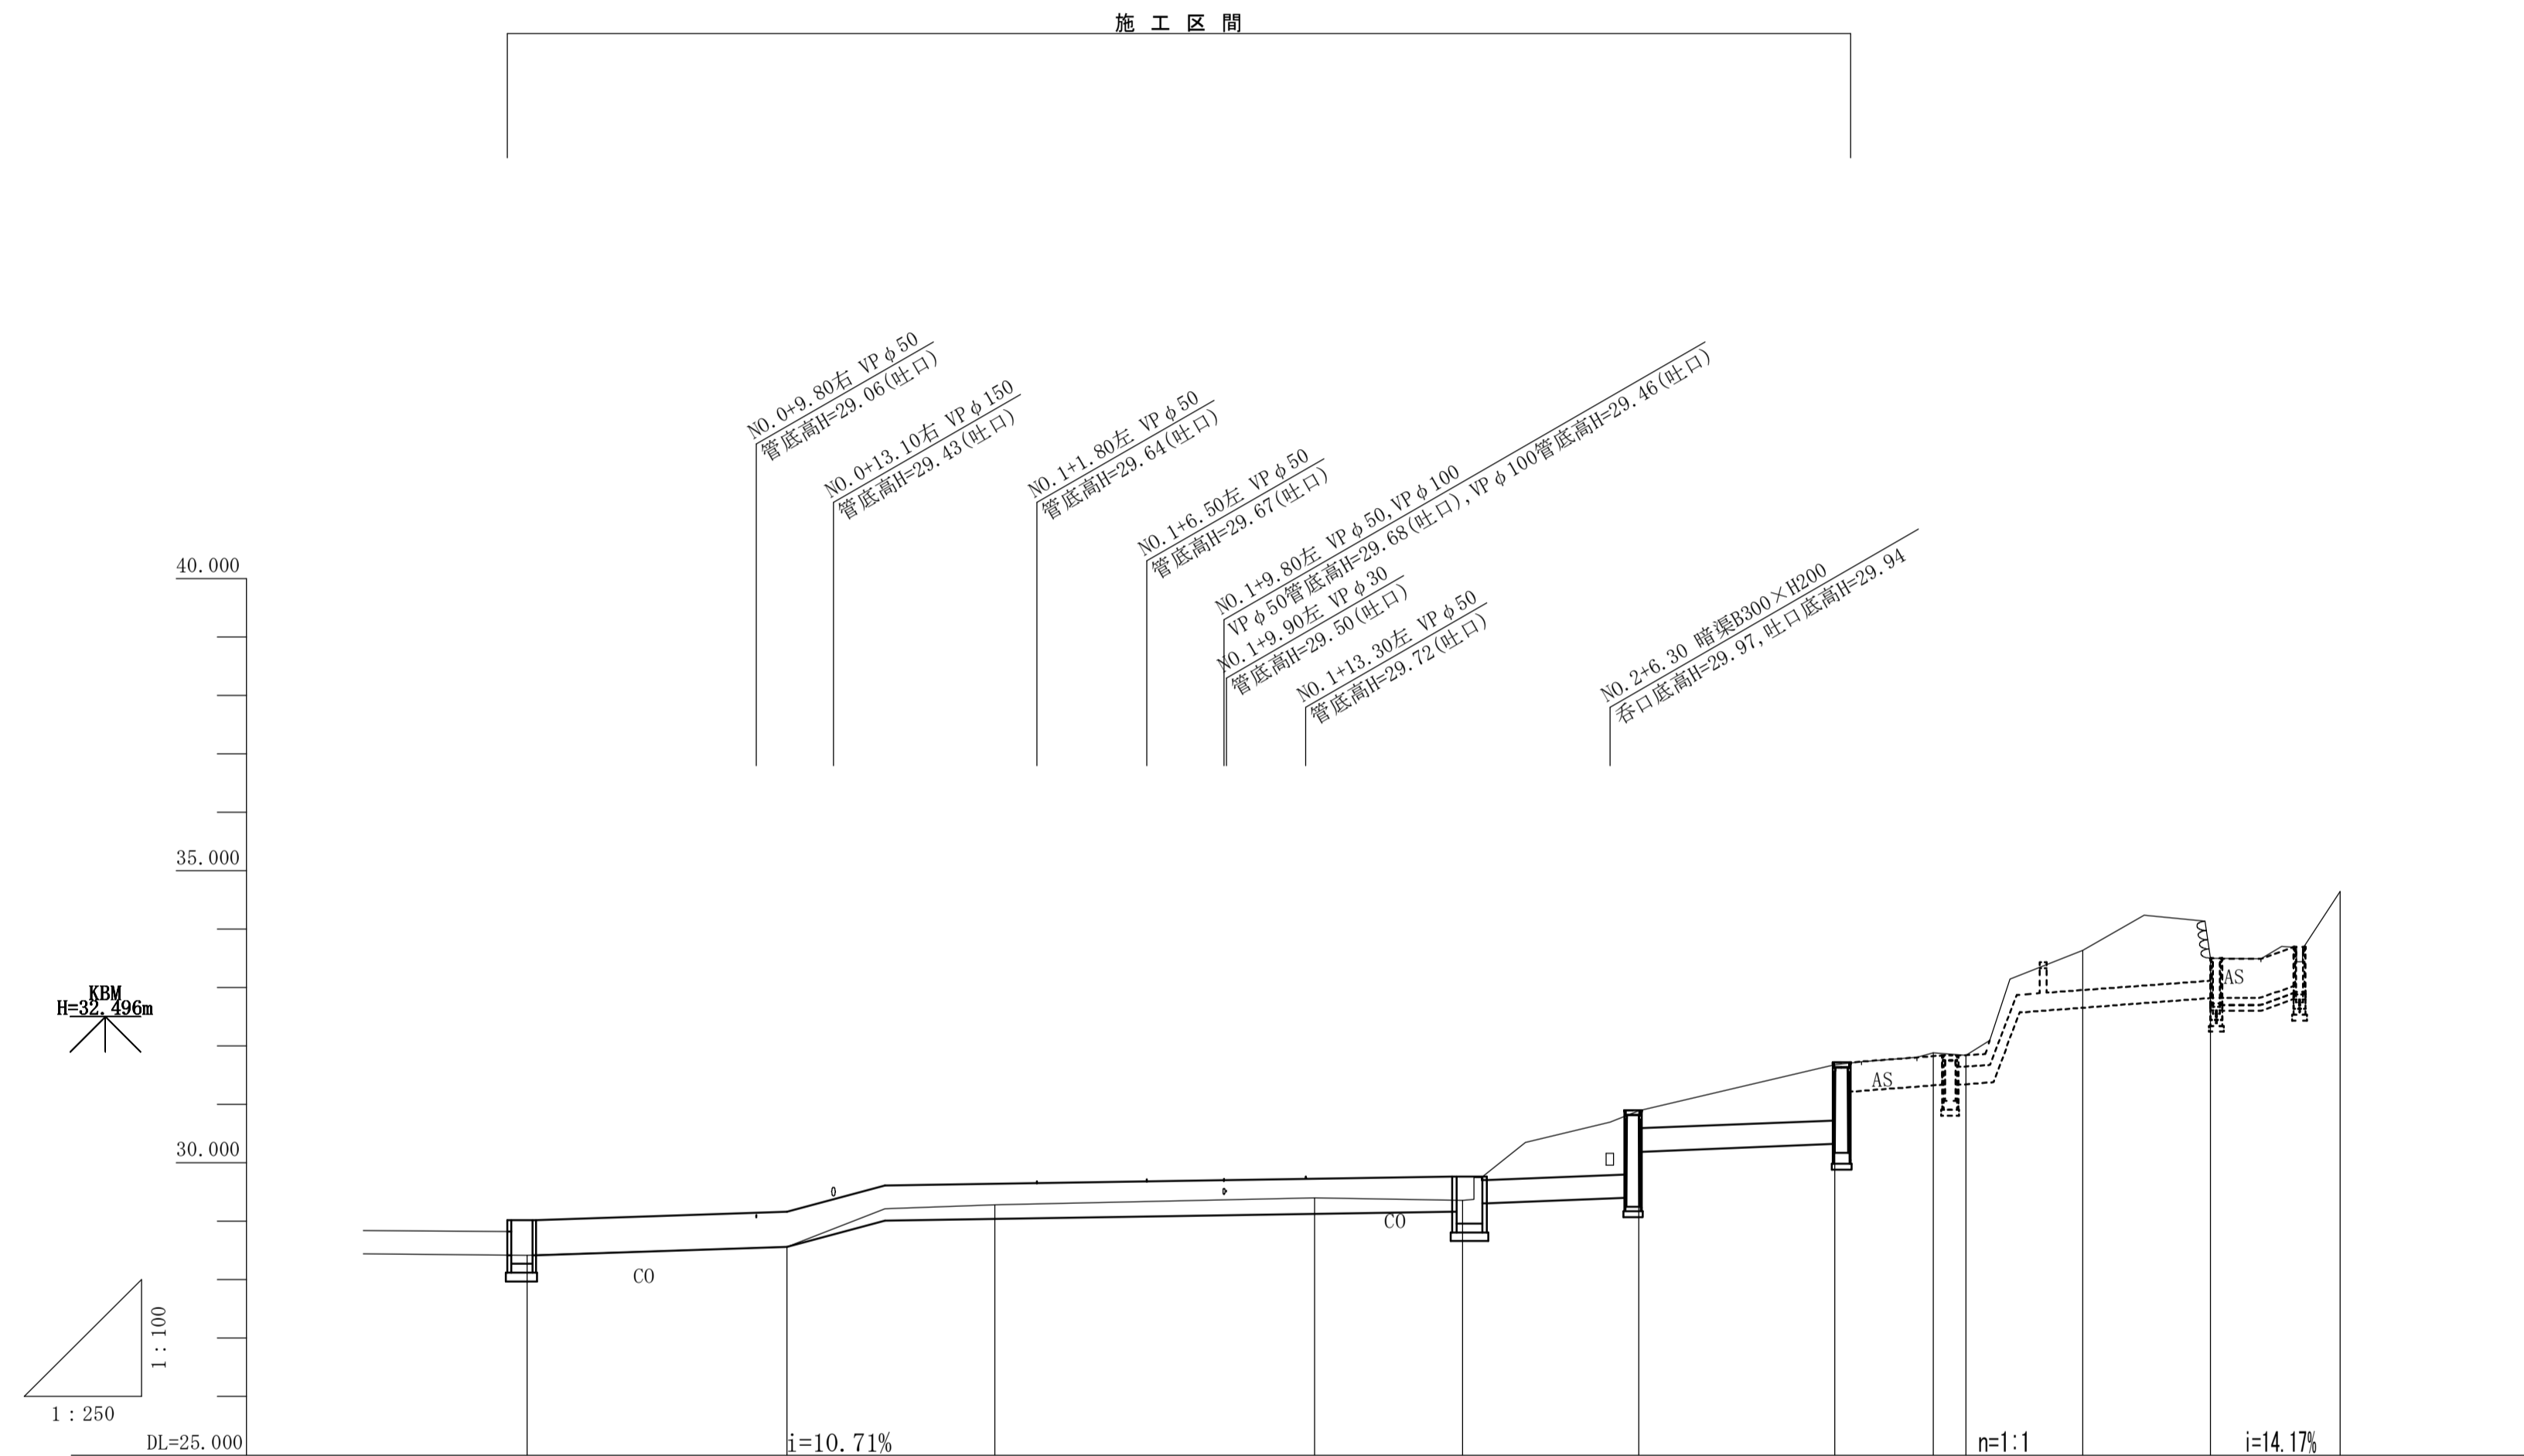 施 工 区 間
NO.0+9.80右 VPφ50
管底高H=29.06(吐口)
NO.0+13.10右 VPφ150
管底高H=29.43(吐口)
NO.1+1.80左 VPφ50
管底高H=29.64(吐口)
NO.1+6.50左 VPφ50
管底高H=29.67(吐口)
NO.1+9.80左 VPφ50,VPφ100
VPφ50管底高H=29.68(吐口),VPφ100管底高H=29.46(吐口)
NO.1+9.90左 VPφ30
管底高H=29.50(吐口)
NO.1+13.30左 VPφ50
管底高H=29.72(吐口)
NO.2+6.30 暗渠B300×H200
呑口底高H=29.97,吐口底高H=29.94
40.000
35.000
KBM
H=32.496m
AS
AS
30.000
CO
CO
1:100
1:250
DL=25.000
i=10.71%
n=1:1
i=14.17%